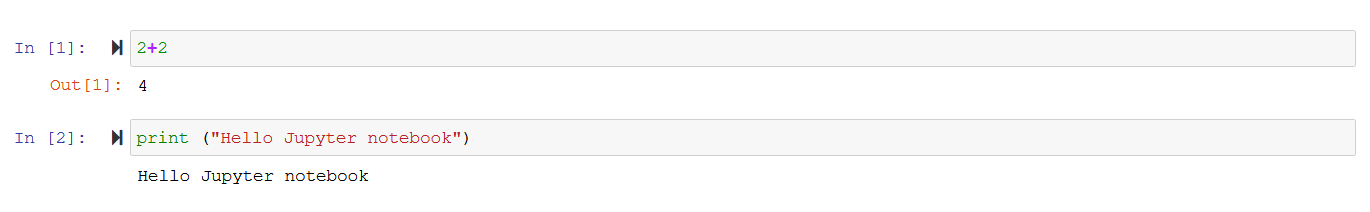 In [1]: 2+2
Out[1]: 4
In [2]: print ("Hello Jupyter notebook")
Hello Jupyter notebook